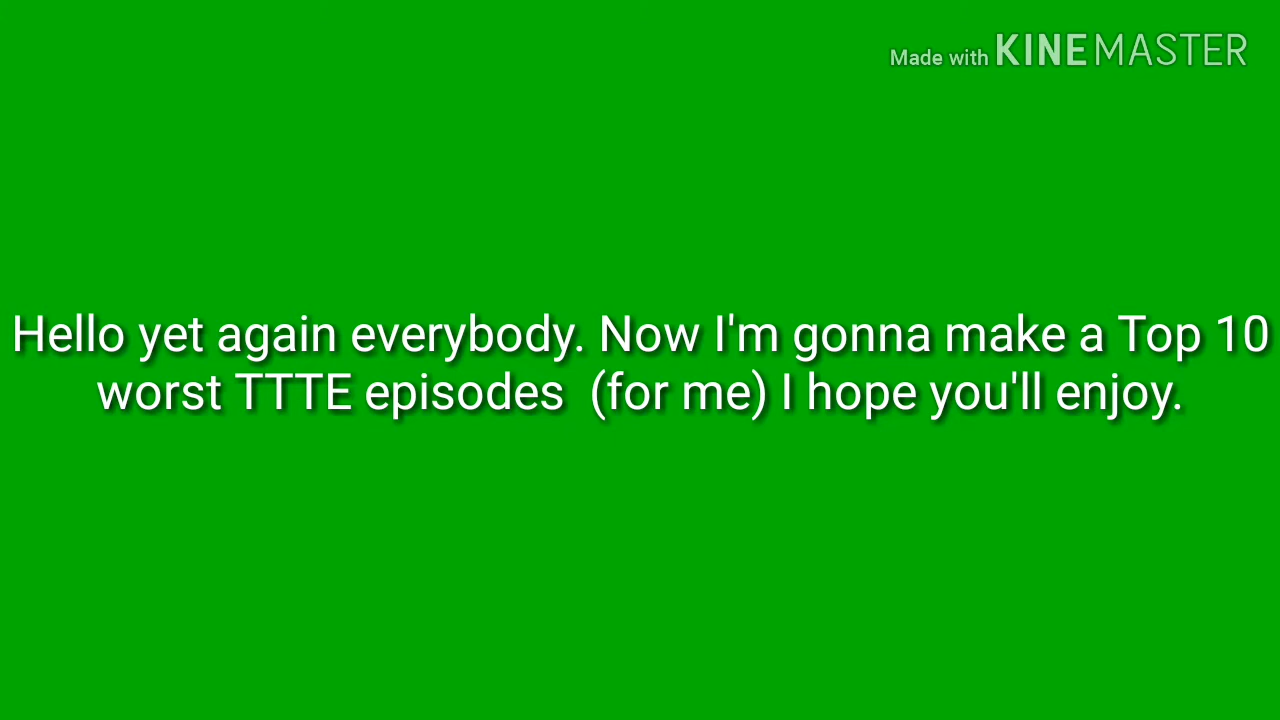 Made with KINEMASTER
Hello yet again everybody. Now I'm gonna make a Top 10
worst TTTE episodes  (for me) I hope you'll enjoy.